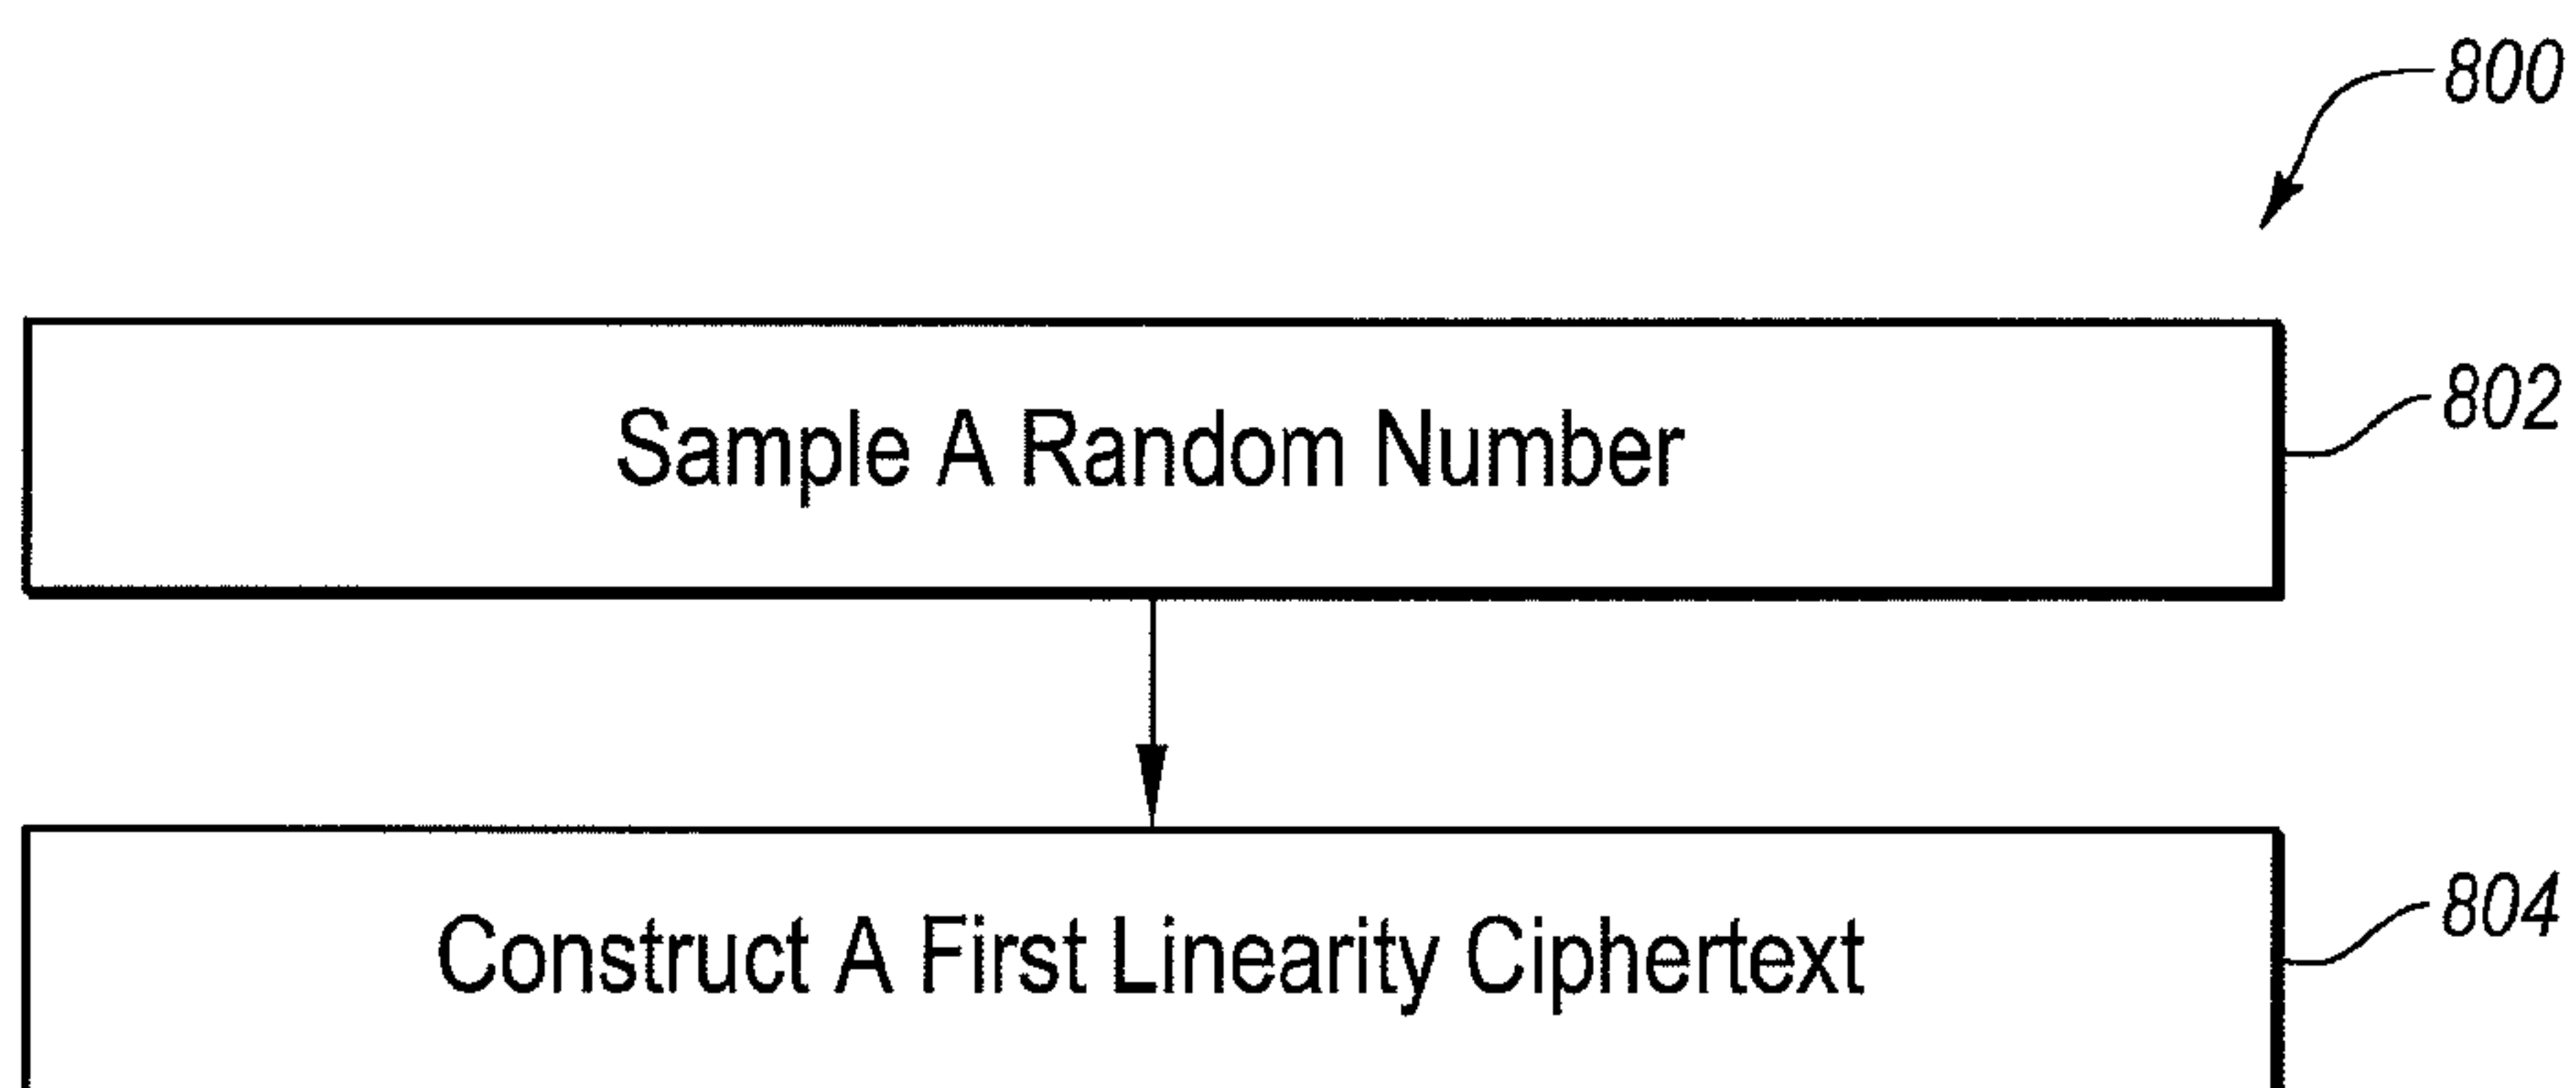 800
Sample A Random Number
802
Construct A First Linearity Ciphertext
804